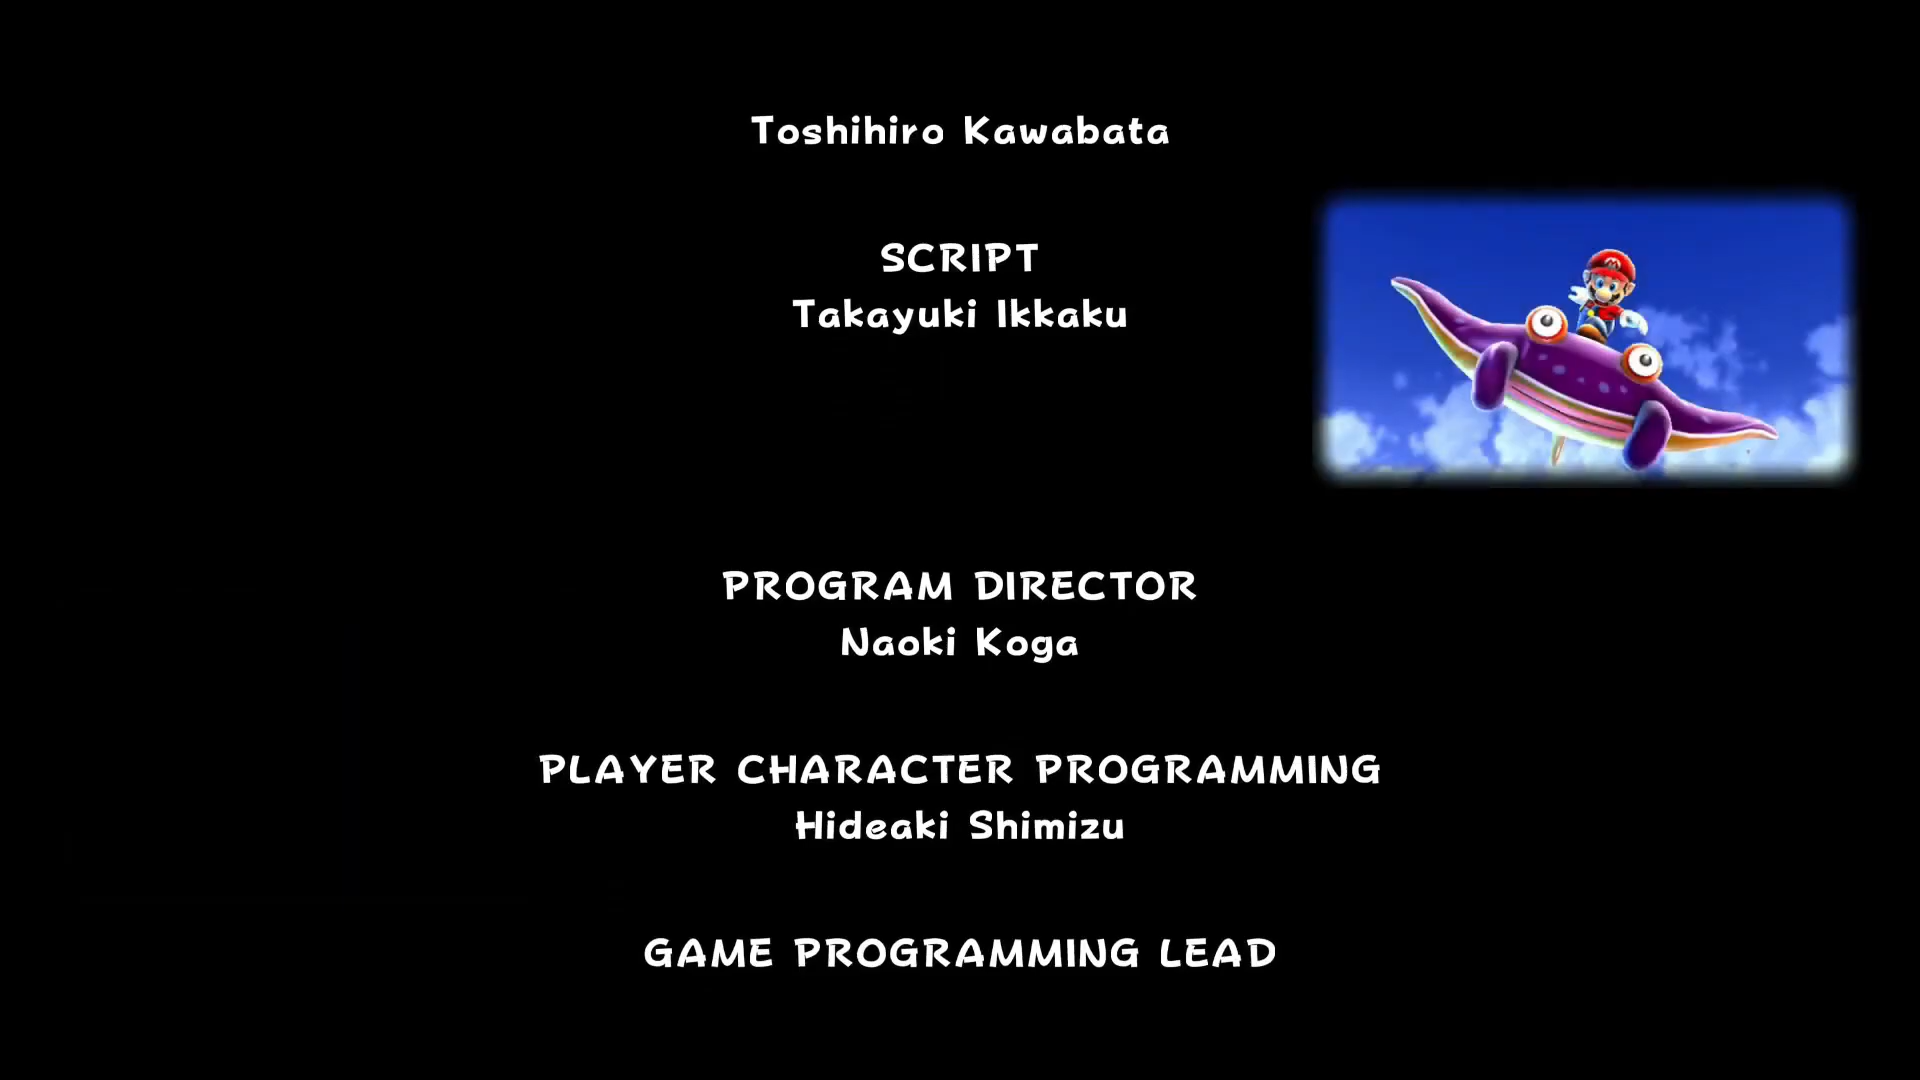 Toshihiro Kawabata
SCRIPT
Takayuki Ikkaku
PROGRAM DIRECTOR
Naoki Koga
PLAYER CHARACTER PROGRAMMING
Hideaki Shimizu
GAME PROGRAMMING LEAD